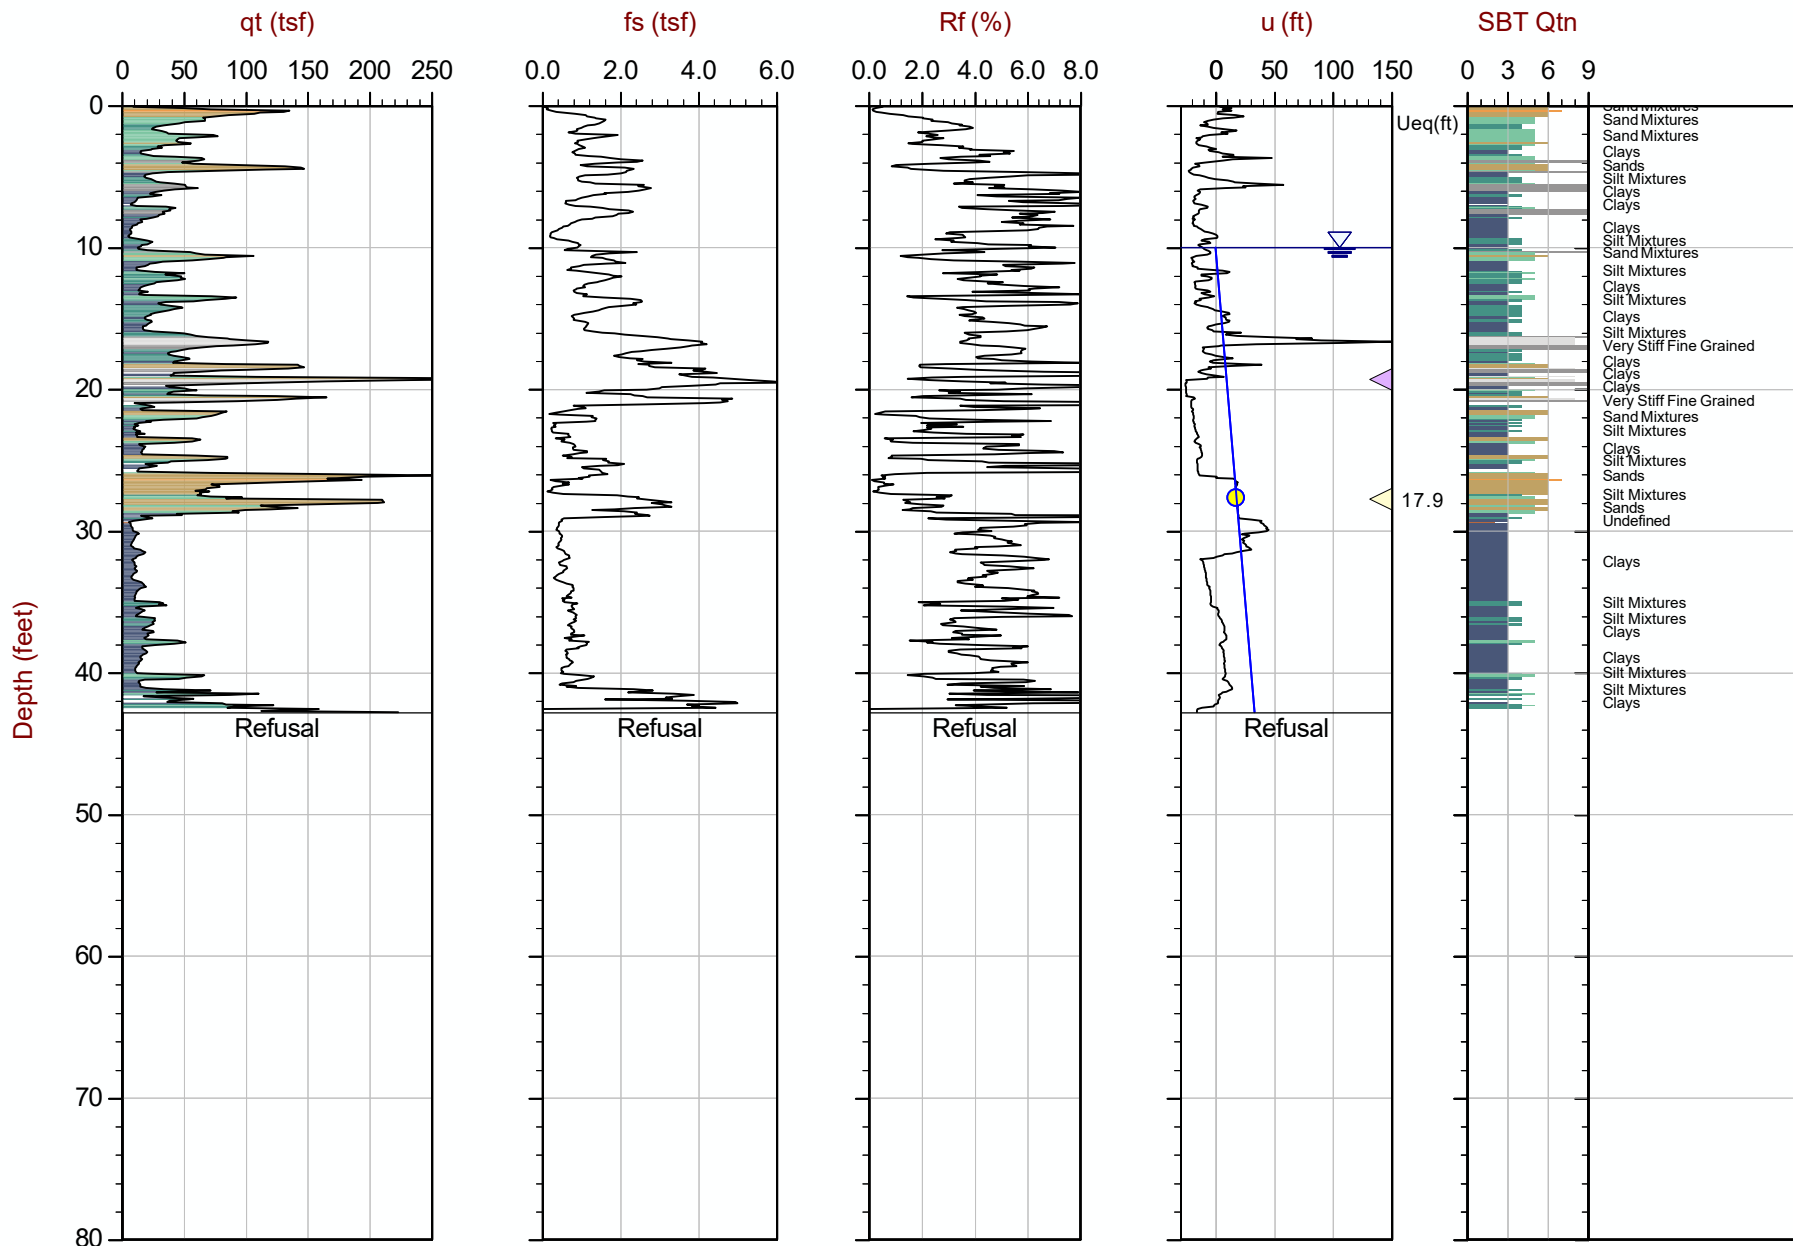 qt (tsf) fs (tsf) Rf (%) u (ft) SBT Qtn
0 50 100 150 200 250 0.0 2.0 4.0 6.0 0.0 2.0 4.0 6.0 8.0 0 50 100 150 0 3 6 9
0
Sand Mixtures
Sand Mixtures
Ueq(ft)
Sand Mixtures
Clays
Sands
Silt Mixtures
Clays
Clays
Clays
Silt Mixtures
10
Sand Mixtures
Silt Mixtures
Clays
Silt Mixtures
Clays
Silt Mixtures
Very Stiff Fine Grained
Clays
Clays
20
Clays
Very Stiff Fine Grained
Sand Mixtures
Silt Mixtures
Clays
Silt Mixtures
Sands
Silt Mixtures
17.9
Sands
Undefined
30
Clays
Silt Mixtures
Silt Mixtures
Clays
Clays
40
Silt Mixtures
Silt Mixtures
Clays
Refusal Refusal Refusal Refusal
Depth (feet)
50
60
70
80